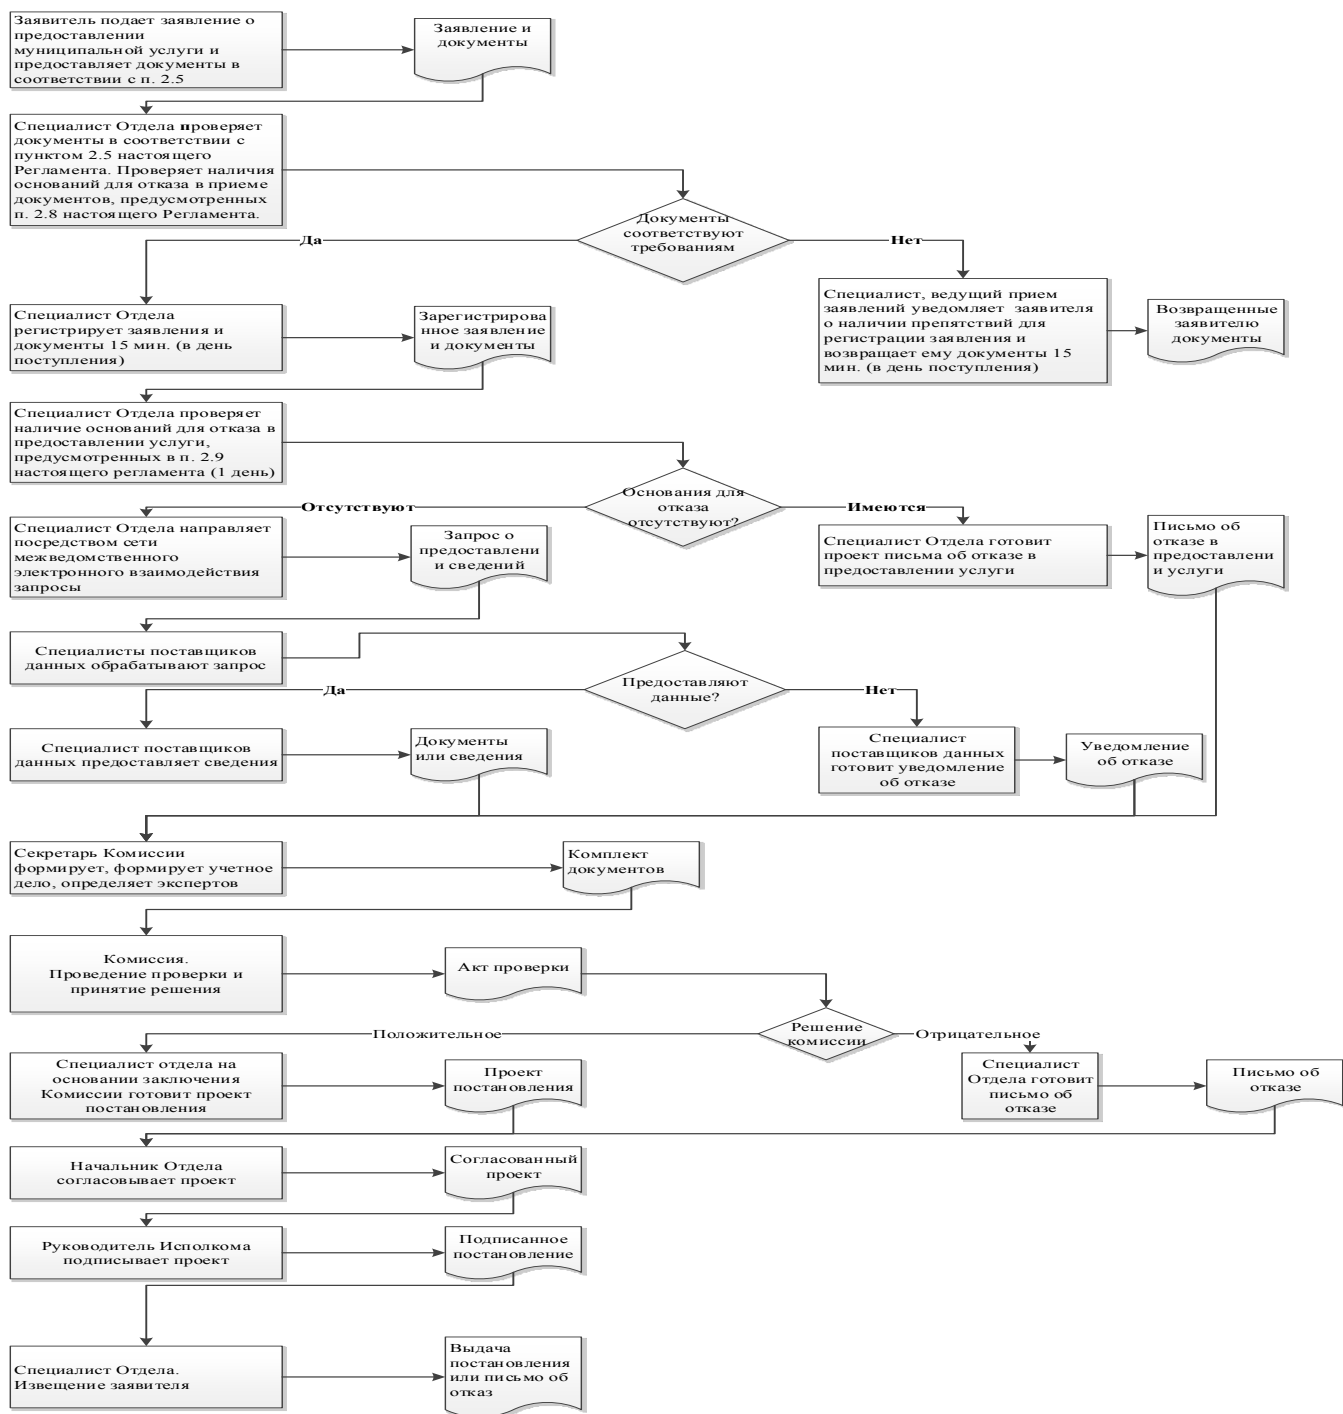 Заявитель подает заявление о
предоставлении
муниципальной услуги и
предоставляет документы в
соответствии с п. 2.5
Заявление и
документы
Специалист Отдела проверяет
документы в соответствии с
пунктом 2.5 настоящего
Регламента. Проверяет наличия
оснований для отказа в приеме
документов, предусмотренных
п. 2.8 настоящего Регламента.
Документы
соответствуют
требованиям
Да
Нет
Специалист Отдела
регистрирует заявления и
документы 15 мин. (в день
поступления)
Зарегистрирова
нное заявление
и документы
Специалист, ведущий прием
заявлений уведомляет заявителя
о наличии препятствий для
регистрации заявления и
возвращает ему документы 15
мин. (в день поступления)
Возвращенные
заявителю
документы
Специалист Отдела проверяет
наличие оснований для отказа в
предоставлении услуги,
предусмотренных в п. 2.9
настоящего регламента (1 день)
Основания для
отказа
отсутствуют?
Отсутствуют
Имеются
Специалист Отдела направляет
посредством сети
межведомственного
электронного взаимодействия
запросы
Запрос о
предоставлени
и сведений
Специалист Отдела готовит
проект письма об отказе в
предоставлении услуги
Письмо об
отказе в
предоставлени
и услуги
Специалисты поставщиков
данных обрабатывают запрос
Предоставляют
данные?
Да
Нет
Специалист поставщиков
данных предоставляет сведения
Документы
или сведения
Специалист
поставщиков данных
готовит уведомление
об отказе
Уведомление
об отказе
Секретарь Комиссии
формирует, формирует учетное
дело, определяет экспертов
Комплект
документов
Комиссия.
Проведение проверки и
принятие решения
Акт проверки
Решение
комиссии
Положительное
Отрицательное
Специалист отдела на
основании заключения
Комиссии готовит проект
постановления
Проект
постановления
Специалист
Отдела готовит
письмо об
отказе
Письмо об
отказе
Начальник Отдела
согласовывает проект
Согласованный
проект
Руководитель Исполкома
подписывает проект
Подписанное
постановление
Специалист Отдела.
Извещение заявителя
Выдача
постановления
или письмо об
отказ